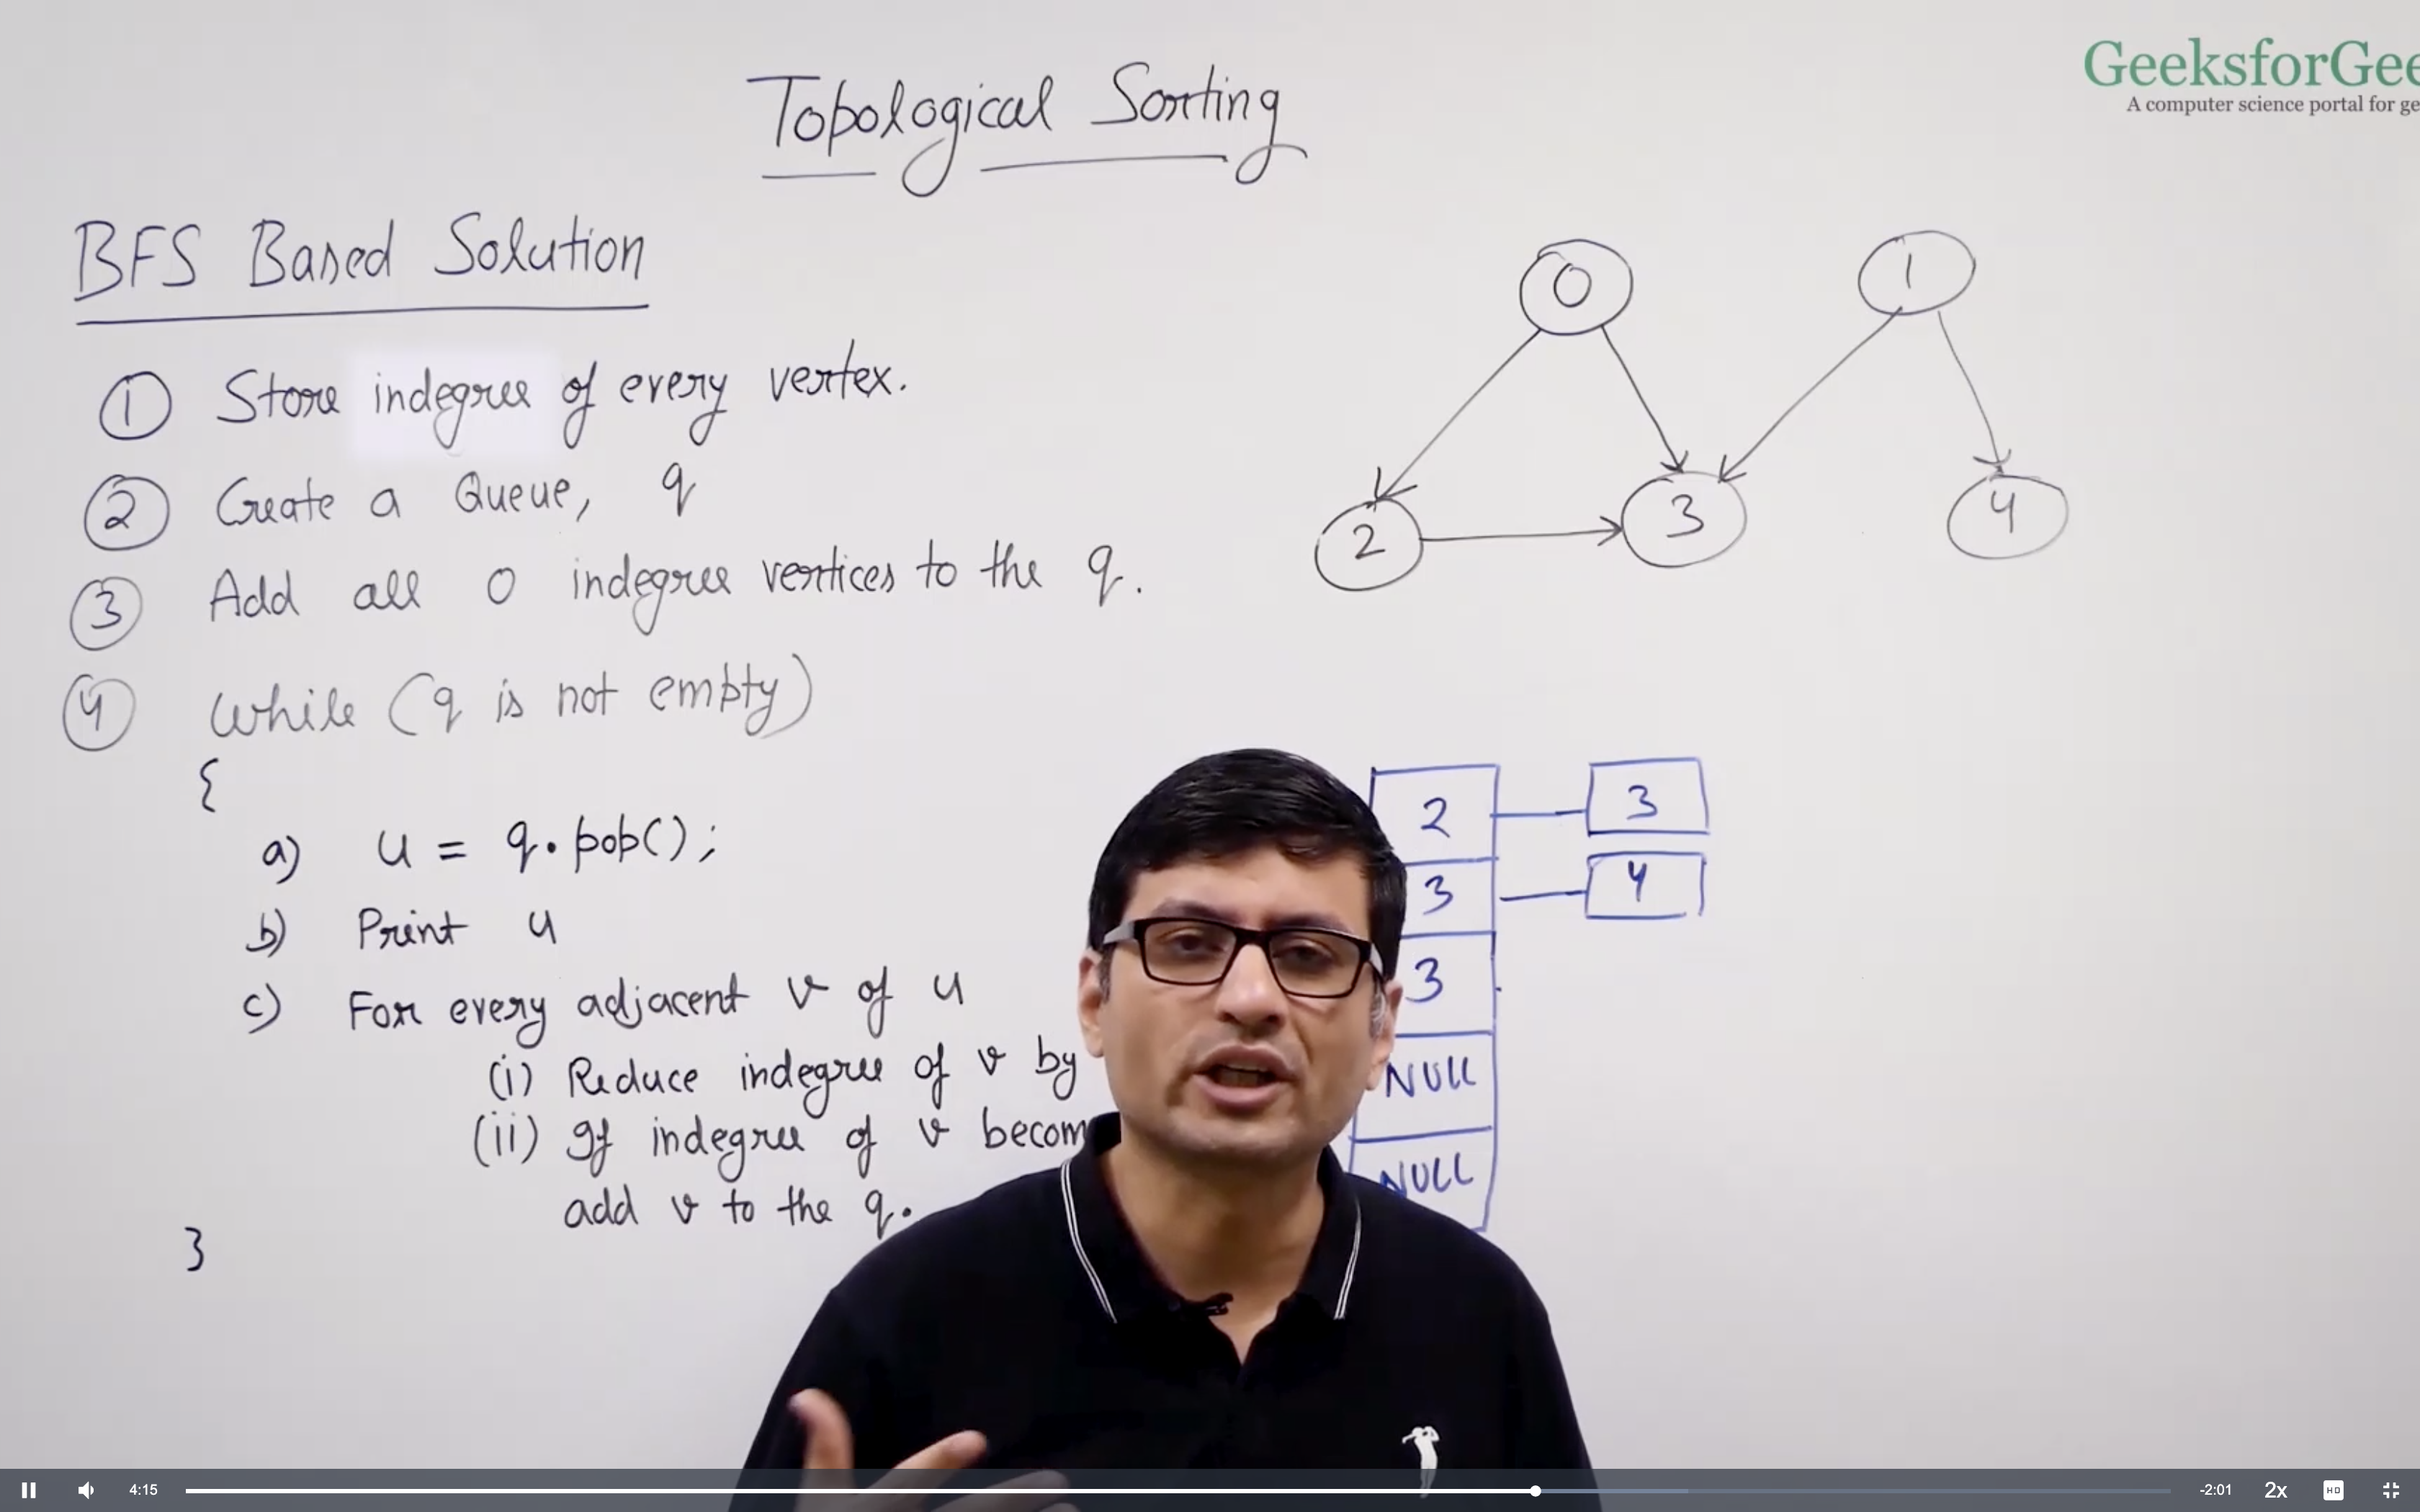 Topological Sorting
GeeksforGee
A computer science portal for ge
BFS Based Solution
① Store indegree of every vertex.
② Create a Queue, q
③ Add all 0 indegree vertices to the q.
④ While (q is not empty)
{
a) u = q.pop();
b) Print u
c) For every adjacent v of u
(i) Reduce indegree of v by
(ii) If indegree of v becom
add v to the q.
}
0 1
2 3 4
2 3
3 4
3
NULL
NULL
4:15 -2:01 2x HD